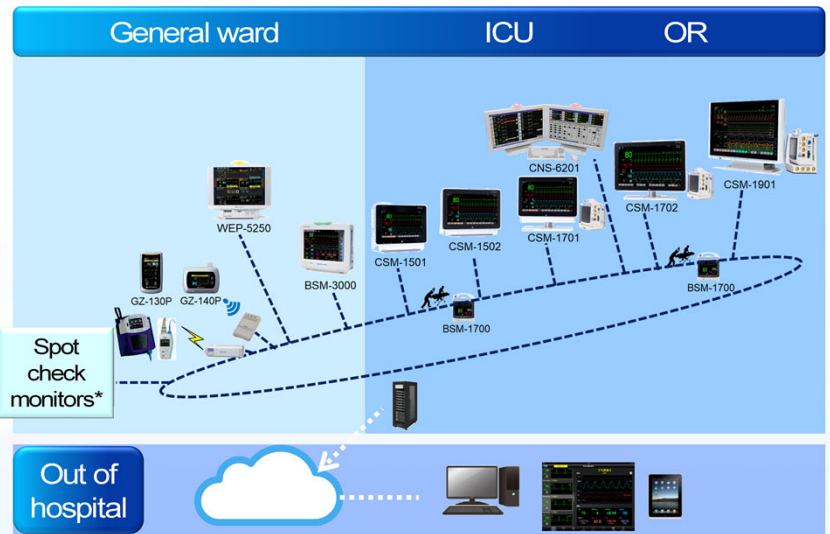 General ward
ICU
OR
CNS-6201
CSM-1901
CSM-1702
WEP-5250
CSM-1701
CSM-1502
CSM-1501
BSM-3000
GZ-130P
GZ-140P
BSM-1700
BSM-1700
Spot
check
monitors*
Out of
hospital